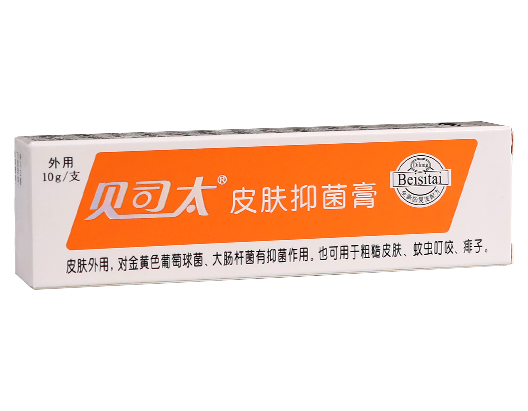 外用
10g/支
贝司太® 皮肤抑菌膏
Beisitai
皮肤外用，对金黄色葡萄球菌、大肠杆菌有抑菌作用。也可用于粗糙皮肤、蚊虫叮咬、痱子。